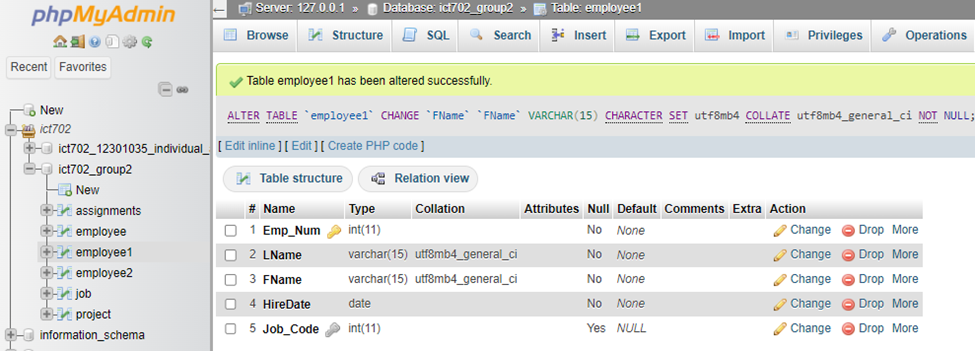 phpMyAdmin
Recent Favorites
New
ict702
ict702_12301035_individual_
ict702_group2
New
assignments
employee
employee1
employee2
job
project
information_schema
Server: 127.0.0.1 » Database: ict702_group2 » Table: employee1
Browse Structure SQL Search Insert Export Import Privileges Operations
Table employee1 has been altered successfully.
ALTER TABLE `employee1` CHANGE `FName` `FName` VARCHAR(15) CHARACTER SET utf8mb4 COLLATE utf8mb4_general_ci NOT NULL;
[ Edit inline ] [ Edit ] [ Create PHP code ]
Table structure Relation view
# Name Type Collation Attributes Null Default Comments Extra Action
1 Emp_Num int(11) No None Change Drop More
2 LName varchar(15) utf8mb4_general_ci No None Change Drop More
3 FName varchar(15) utf8mb4_general_ci No None Change Drop More
4 HireDate date No None Change Drop More
5 Job_Code int(11) Yes NULL Change Drop More